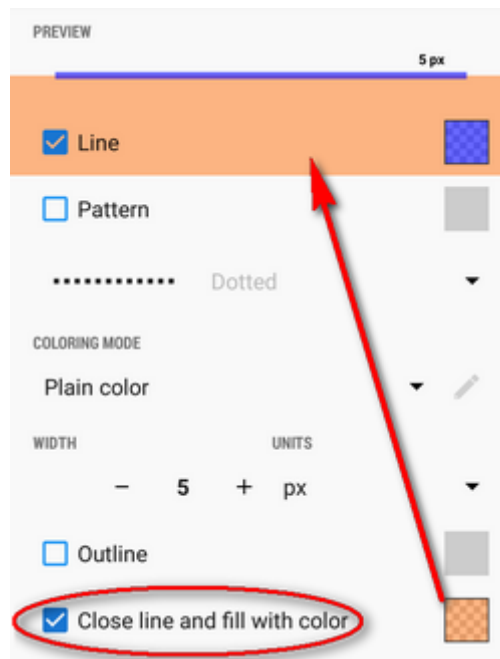 PREVIEW
5 px
Line
Pattern
Dotted
COLORING MODE
Plain color
WIDTH UNITS
− 5 + px
Outline
Close line and fill with color